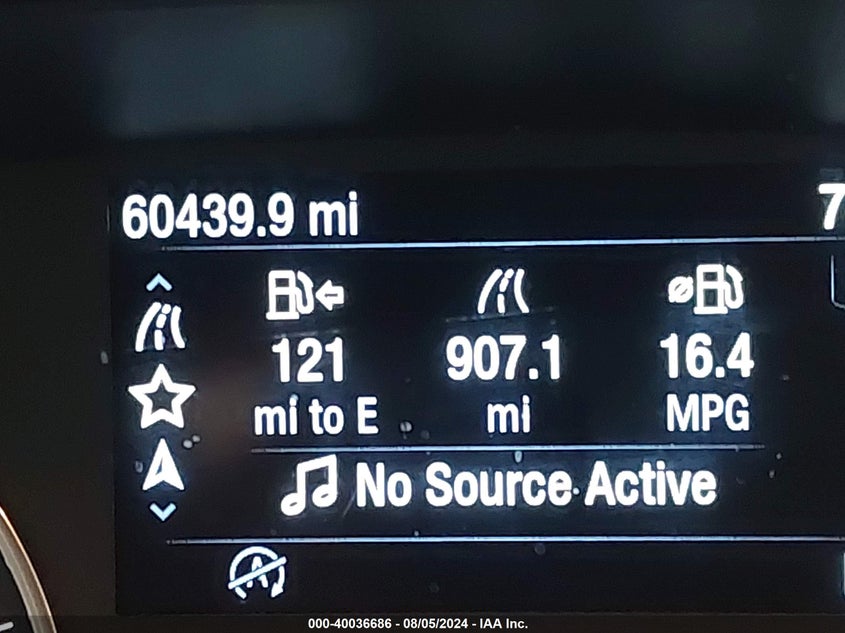 60439.9 mi 7
121 907.1 16.4
mi to E mi MPG
No Source Active
000-40036686 - 08/05/2024 - IAA Inc.